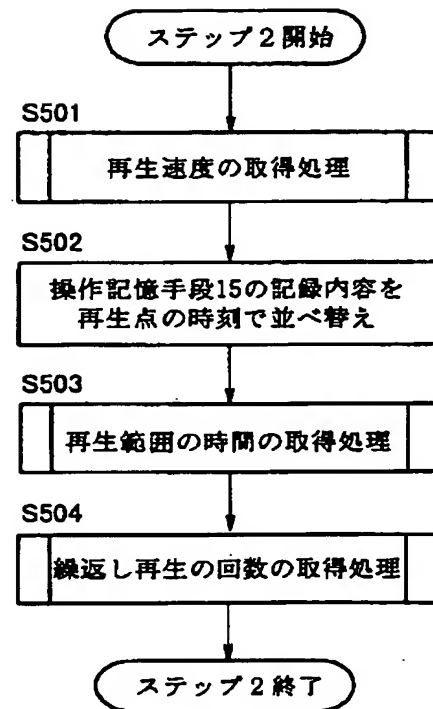 ステップ2開始
S501
再生速度の取得処理
S502
操作記憶手段15の記録内容を
再生点の時刻で並べ替え
S503
再生範囲の時間の取得処理
S504
繰返し再生の回数の取得処理
ステップ2終了